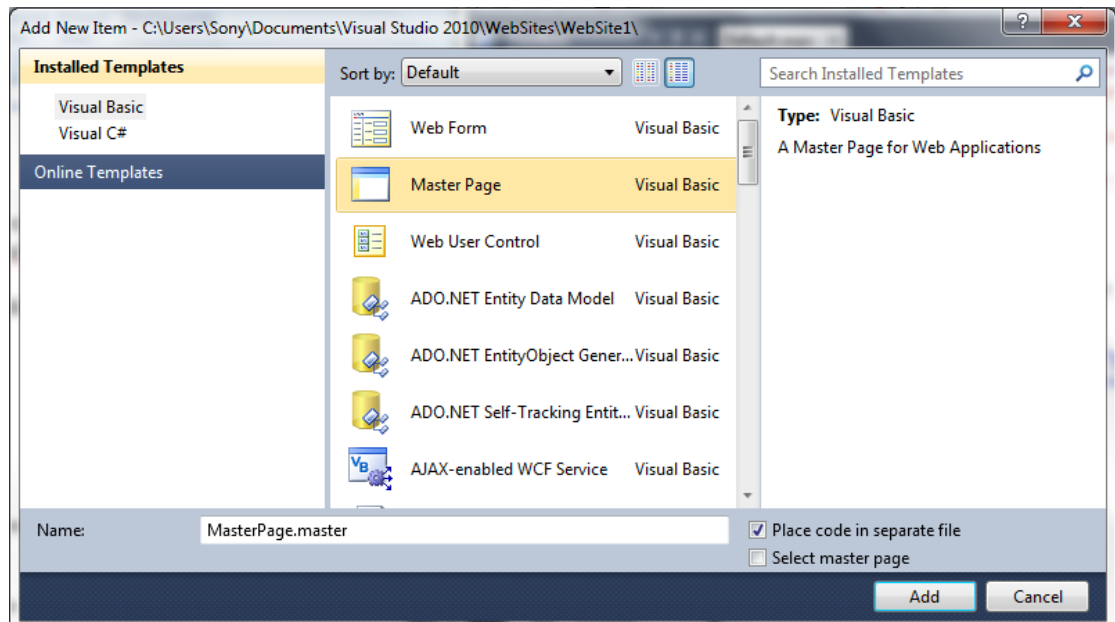 Add New Item - C:\Users\Sony\Documents\Visual Studio 2010\WebSites\WebSite1\
Installed Templates
Visual Basic
Visual C#
Online Templates
Sort by: Default
Search Installed Templates
Web Form Visual Basic
Master Page Visual Basic
Web User Control Visual Basic
ADO.NET Entity Data Model Visual Basic
ADO.NET EntityObject Gener... Visual Basic
ADO.NET Self-Tracking Entit... Visual Basic
VB
AJAX-enabled WCF Service Visual Basic
Type: Visual Basic
A Master Page for Web Applications
Name: MasterPage.master
Place code in separate file
Select master page
Add Cancel